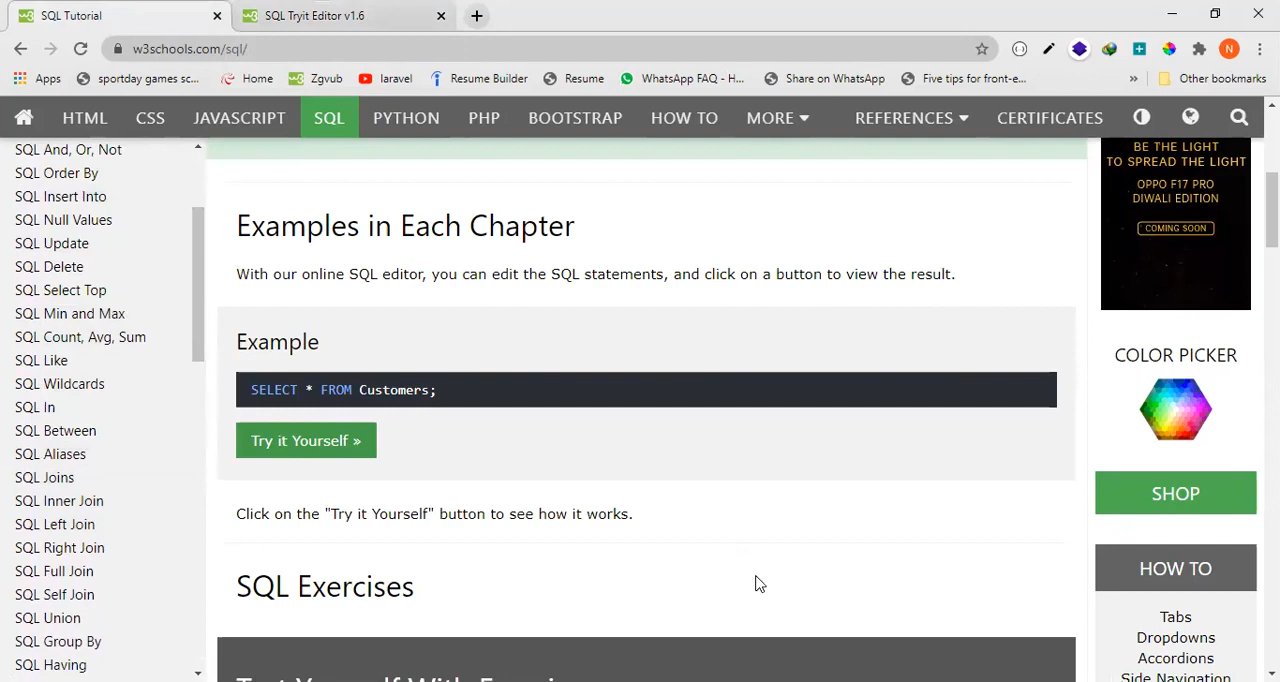 SQL Tutorial
SQL Tryit Editor v1.6
w3schools.com/sql/
N
Apps
sportday games sc...
Home
Zgvub
laravel
Resume Builder
Resume
WhatsApp FAQ - H...
Share on WhatsApp
Five tips for front-e...
»
Other bookmarks
HTML
CSS
JAVASCRIPT
SQL
PYTHON
PHP
BOOTSTRAP
HOW TO
MORE
REFERENCES
CERTIFICATES
SQL And, Or, Not
SQL Order By
SQL Insert Into
SQL Null Values
SQL Update
SQL Delete
SQL Select Top
SQL Min and Max
SQL Count, Avg, Sum
SQL Like
SQL Wildcards
SQL In
SQL Between
SQL Aliases
SQL Joins
SQL Inner Join
SQL Left Join
SQL Right Join
SQL Full Join
SQL Self Join
SQL Union
SQL Group By
SQL Having
Examples in Each Chapter
With our online SQL editor, you can edit the SQL statements, and click on a button to view the result.
Example
SELECT * FROM Customers;
Try it Yourself »
Click on the "Try it Yourself" button to see how it works.
SQL Exercises
BE THE LIGHT
TO SPREAD THE LIGHT
OPPO F17 PRO
DIWALI EDITION
COMING SOON
COLOR PICKER
SHOP
HOW TO
Tabs
Dropdowns
Accordions
Side Navigation